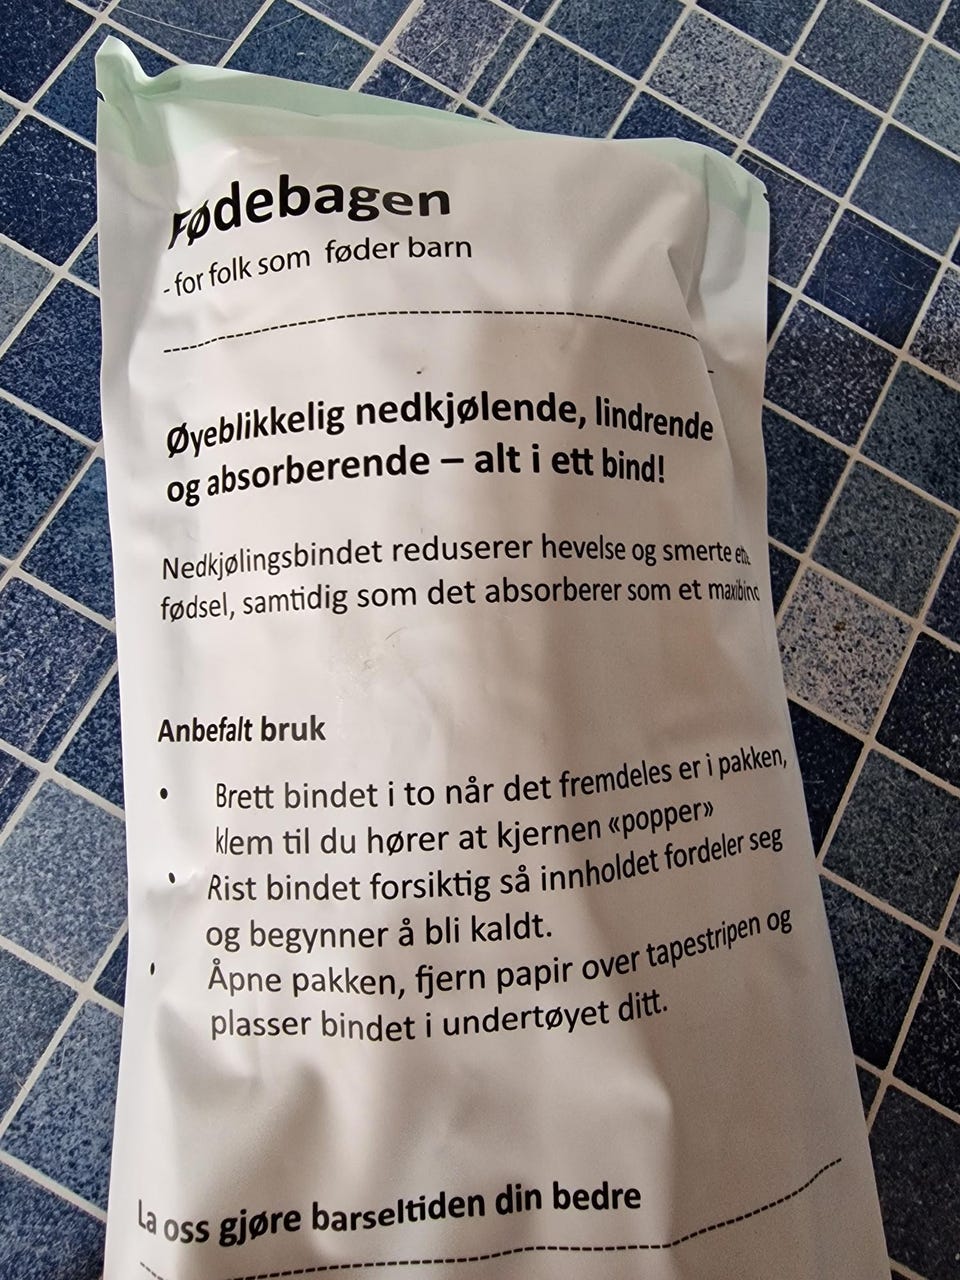 Fødebagen
- for folk som føder barn
Øyeblikkelig nedkjølende, lindrende
og absorberende – alt i ett bind!
Nedkjølingsbindet reduserer hevelse og smerte
fødsel, samtidig som det absorberer som et maxibind
Anbefalt bruk
• Brett bindet i to når det fremdeles er i pakken,
klem til du hører at kjernen «popper»
• Rist bindet forsiktig så innholdet fordeler seg
og begynner å bli kaldt.
• Åpne pakken, fjern papir over tapestripen og
plasser bindet i undertøyet ditt.
La oss gjøre barseltiden din bedre